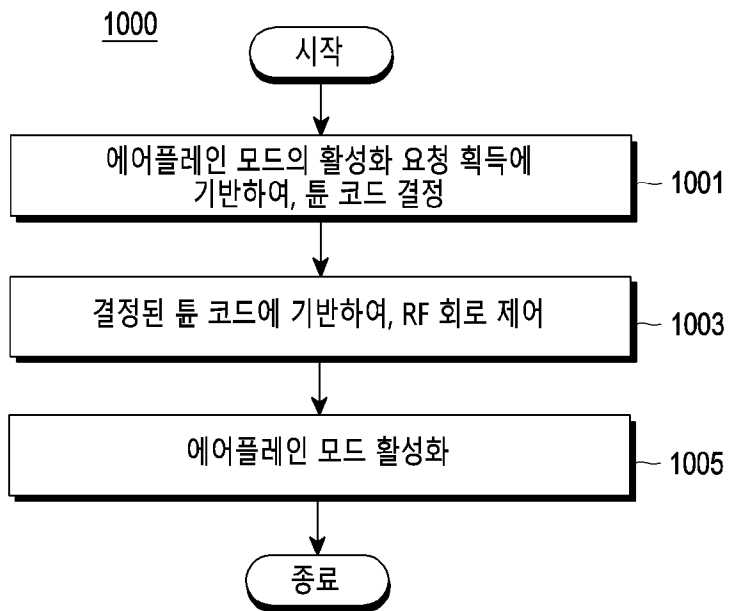 1000
시작
에어플레인 모드의 활성화 요청 획득에
기반하여, 튠 코드 결정
1001
결정된 튠 코드에 기반하여, RF 회로 제어
1003
에어플레인 모드 활성화
1005
종료